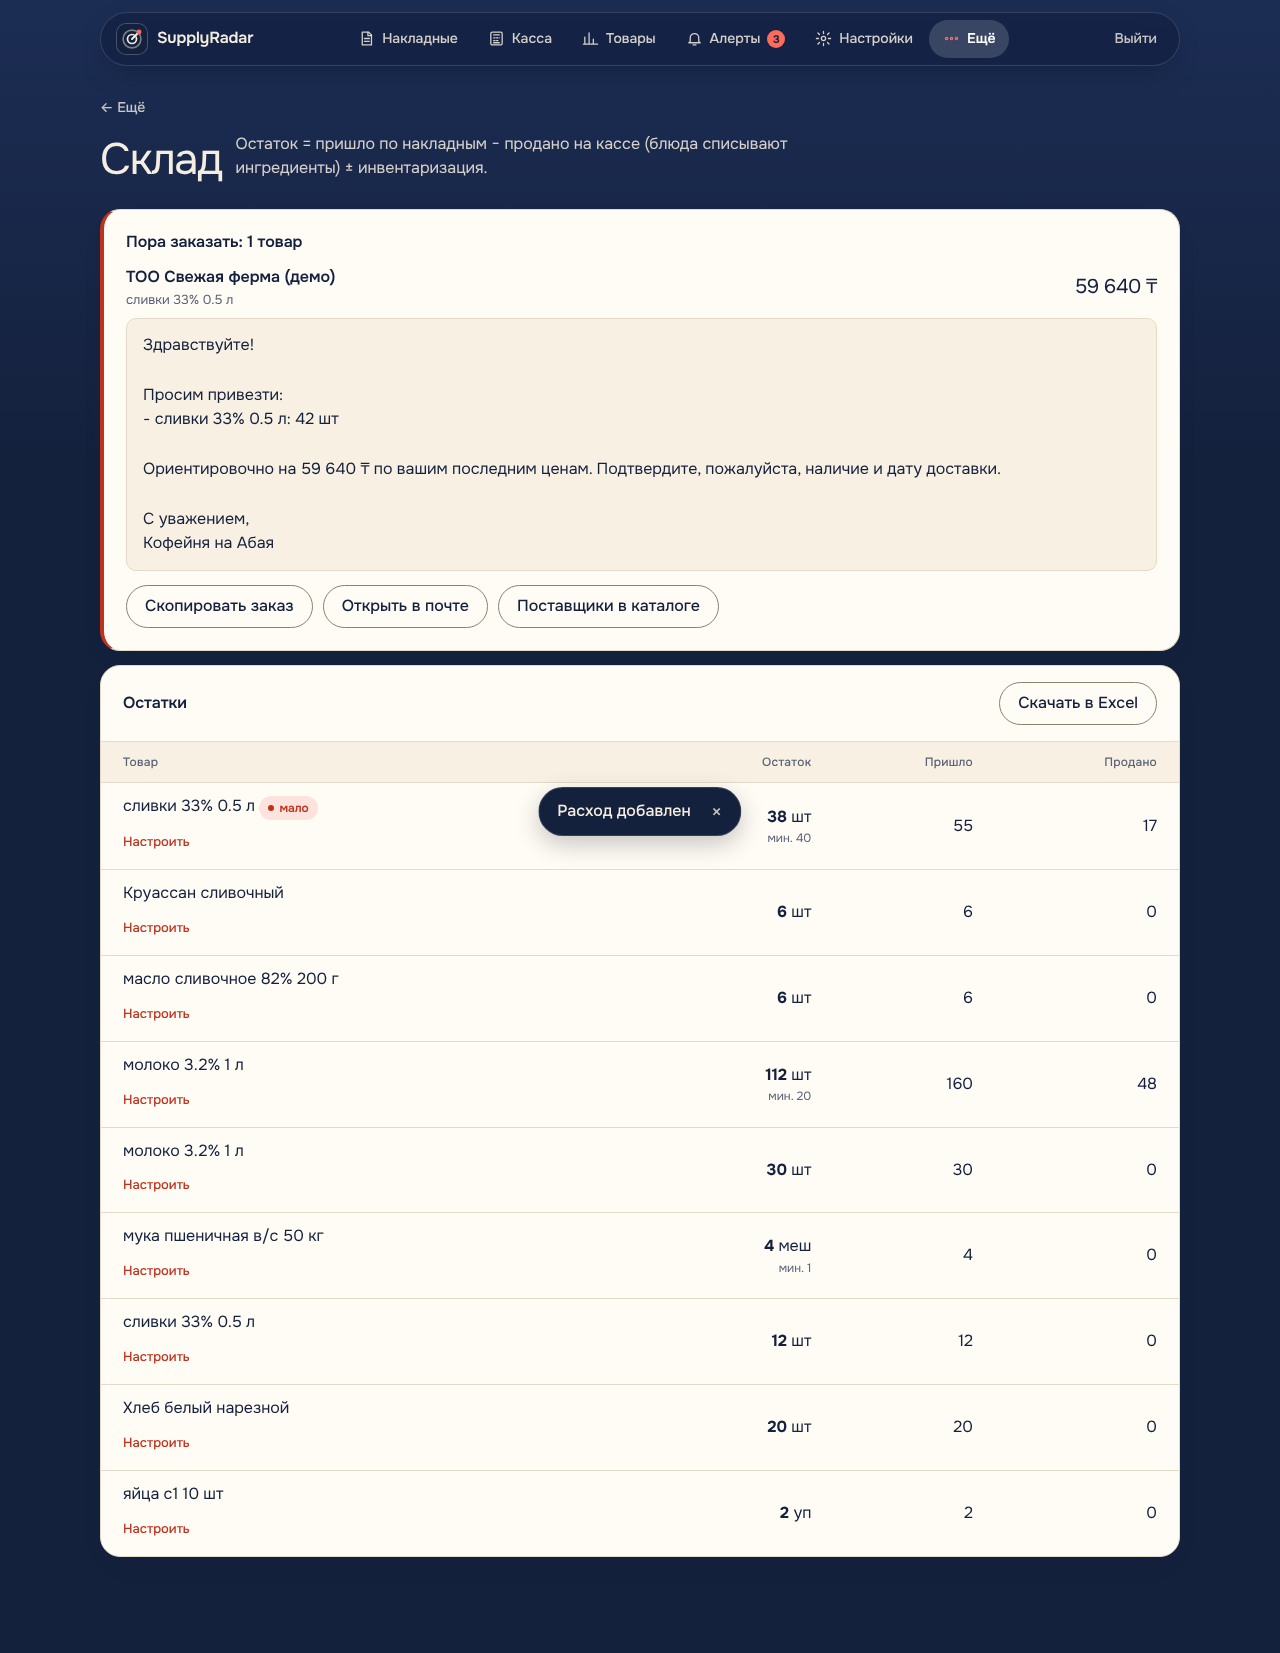 SupplyRadar
Накладные
Касса
Товары
Алерты 3
Настройки
Ещё
Выйти
← Ещё
Склад
Остаток = пришло по накладным − продано на кассе (блюда списывают
ингредиенты) ± инвентаризация.
Пора заказать: 1 товар
ТОО Свежая ферма (демо)
сливки 33% 0.5 л
59 640 ₸
Здравствуйте!
Просим привезти:
- сливки 33% 0.5 л: 42 шт
Ориентировочно на 59 640 ₸ по вашим последним ценам. Подтвердите, пожалуйста, наличие и дату доставки.
С уважением,
Кофейня на Абая
Скопировать заказ
Открыть в почте
Поставщики в каталоге
Остатки
Скачать в Excel
Товар Остаток Пришло Продано
сливки 33% 0.5 л мало
Настроить
Расход добавлен ×
38 шт
мин. 40
55
17
Круассан сливочный
Настроить
6 шт
6
0
масло сливочное 82% 200 г
Настроить
6 шт
6
0
молоко 3.2% 1 л
Настроить
112 шт
мин. 20
160
48
молоко 3.2% 1 л
Настроить
30 шт
30
0
мука пшеничная в/с 50 кг
Настроить
4 меш
мин. 1
4
0
сливки 33% 0.5 л
Настроить
12 шт
12
0
Хлеб белый нарезной
Настроить
20 шт
20
0
яйца с1 10 шт
Настроить
2 уп
2
0